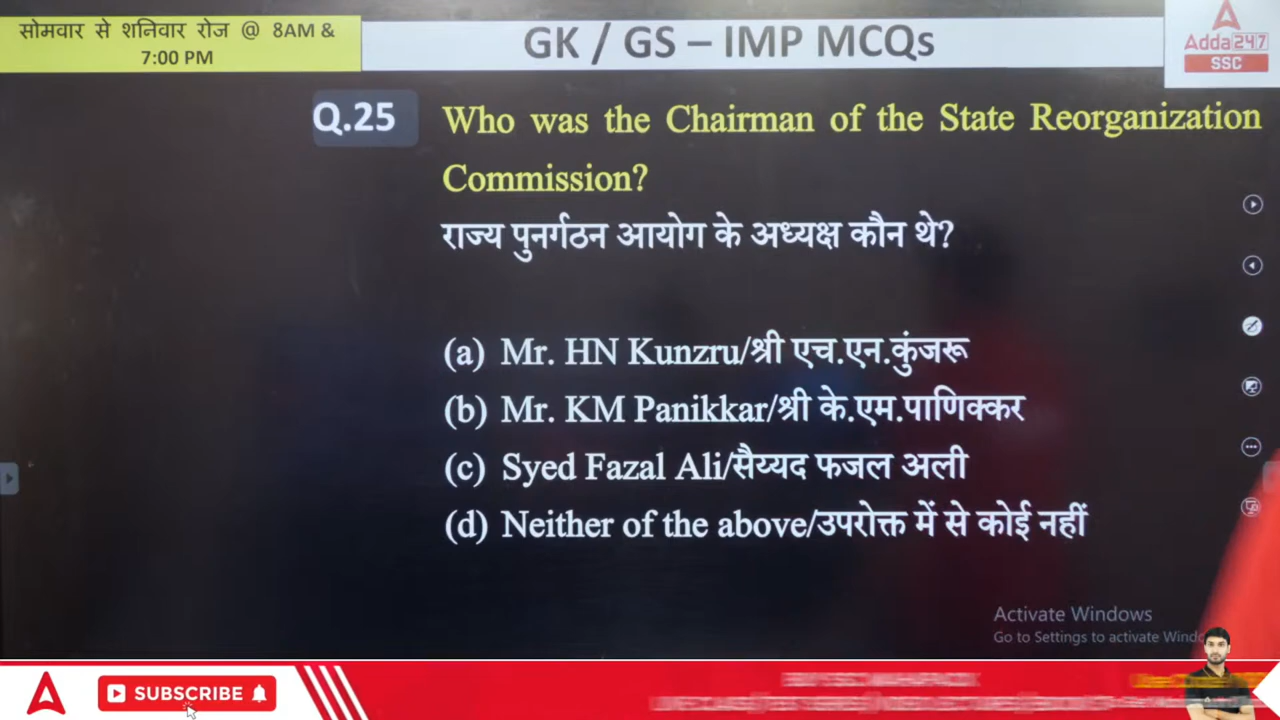 सोमवार से शनिवार रोज @ 8AM &
7:00 PM
GK / GS – IMP MCQs
Adda247
SSC
Q.25
Who was the Chairman of the State Reorganization
Commission?
राज्य पुनर्गठन आयोग के अध्यक्ष कौन थे?
(a) Mr. HN Kunzru/श्री एच.एन.कुंजरू
(b) Mr. KM Panikkar/श्री के.एम.पाणिक्कर
(c) Syed Fazal Ali/सैय्यद फजल अली
(d) Neither of the above/उपरोक्त में से कोई नहीं
Activate Windows
Go to Settings to activate
SUBSCRIBE